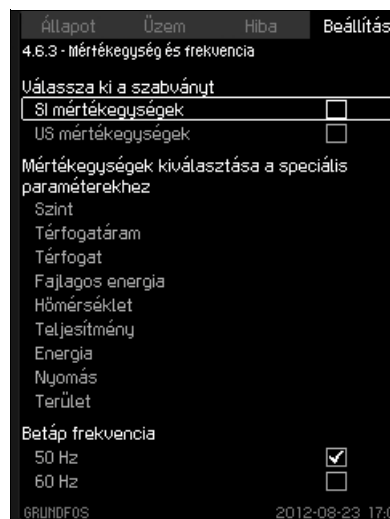 Állapot Üzem Hiba Beállítás
4.6.3 - Mértékegység és frekvencia
Válassza ki a szabványt
SI mértékegységek
US mértékegységek
Mértékegységek kiválasztása a speciális
paraméterekhez
Szint
Térfogatáram
Térfogat
Fajlagos energia
Hömérséklet
Teljesítmény
Energia
Nyomás
Terület
Betáp frekvencia
50 Hz
60 Hz
GRUNDFOS 2012-08-23